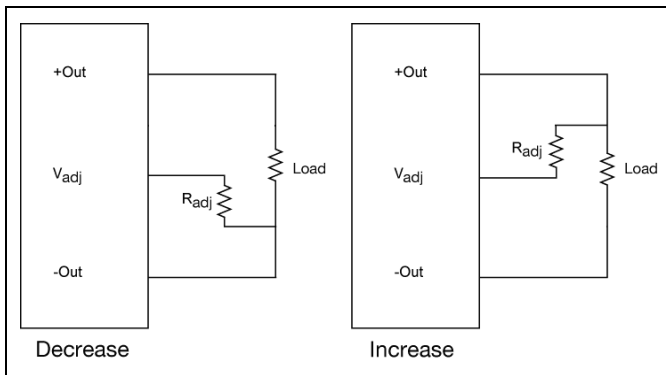 +Out
Vadj
Radj
Load
-Out
Decrease
+Out
Radj
Vadj
Load
-Out
Increase